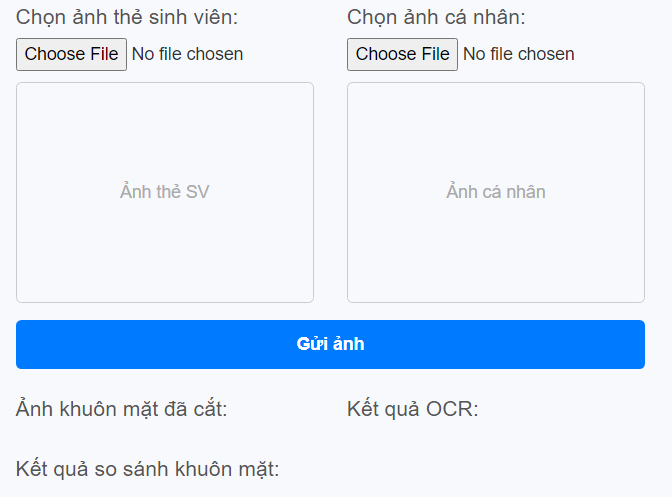 Chọn ảnh thẻ sinh viên:
Chọn ảnh cá nhân:
Choose File No file chosen
Choose File No file chosen
Ảnh thẻ SV
Ảnh cá nhân
Gửi ảnh
Ảnh khuôn mặt đã cắt:
Kết quả OCR:
Kết quả so sánh khuôn mặt: